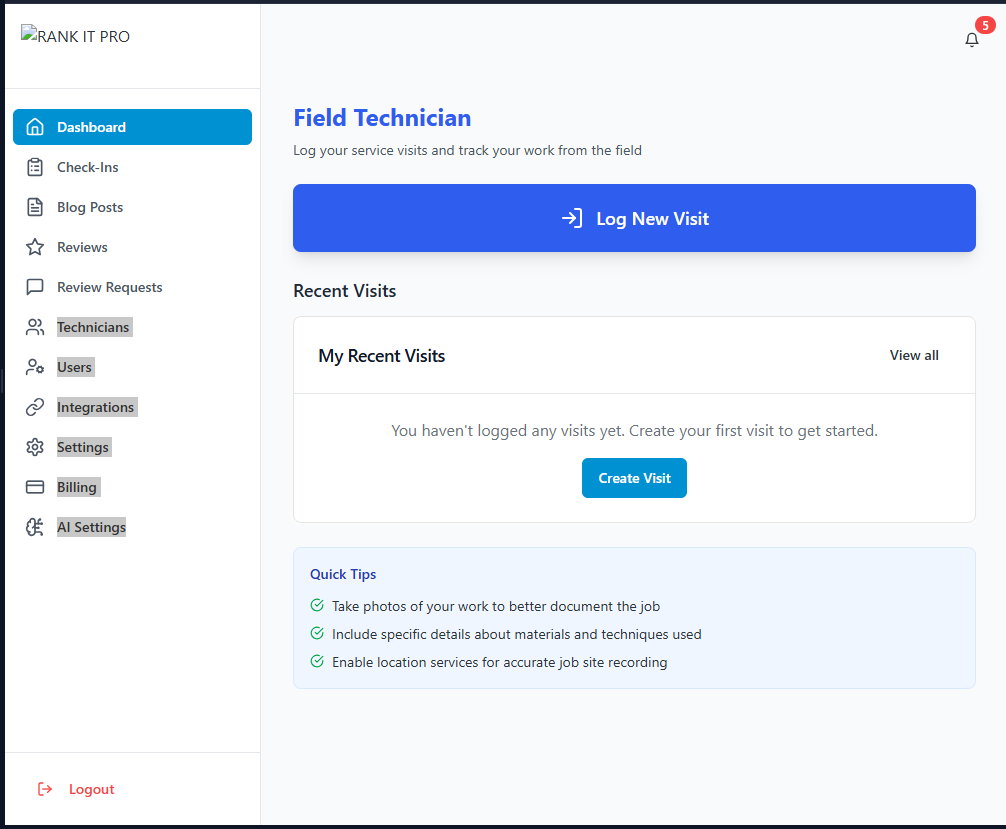 RANK IT PRO
5
Dashboard
Check-Ins
Blog Posts
Reviews
Review Requests
Technicians
Users
Integrations
Settings
Billing
AI Settings
Logout
Field Technician
Log your service visits and track your work from the field
Log New Visit
Recent Visits
My Recent Visits
View all
You haven't logged any visits yet. Create your first visit to get started.
Create Visit
Quick Tips
Take photos of your work to better document the job
Include specific details about materials and techniques used
Enable location services for accurate job site recording